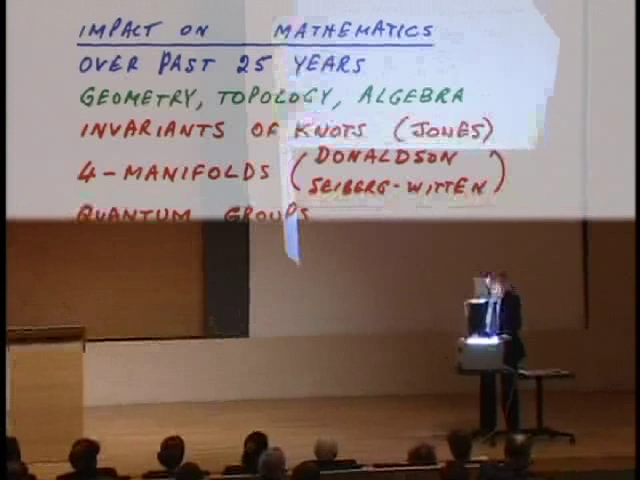 IMPACT ON MATHEMATICS
OVER PAST 25 YEARS
GEOMETRY, TOPOLOGY, ALGEBRA
INVARIANTS OF KNOTS (JONES)
4-MANIFOLDS (DONALDSON
SEIBERG-WITTEN)
QUANTUM GROUPS